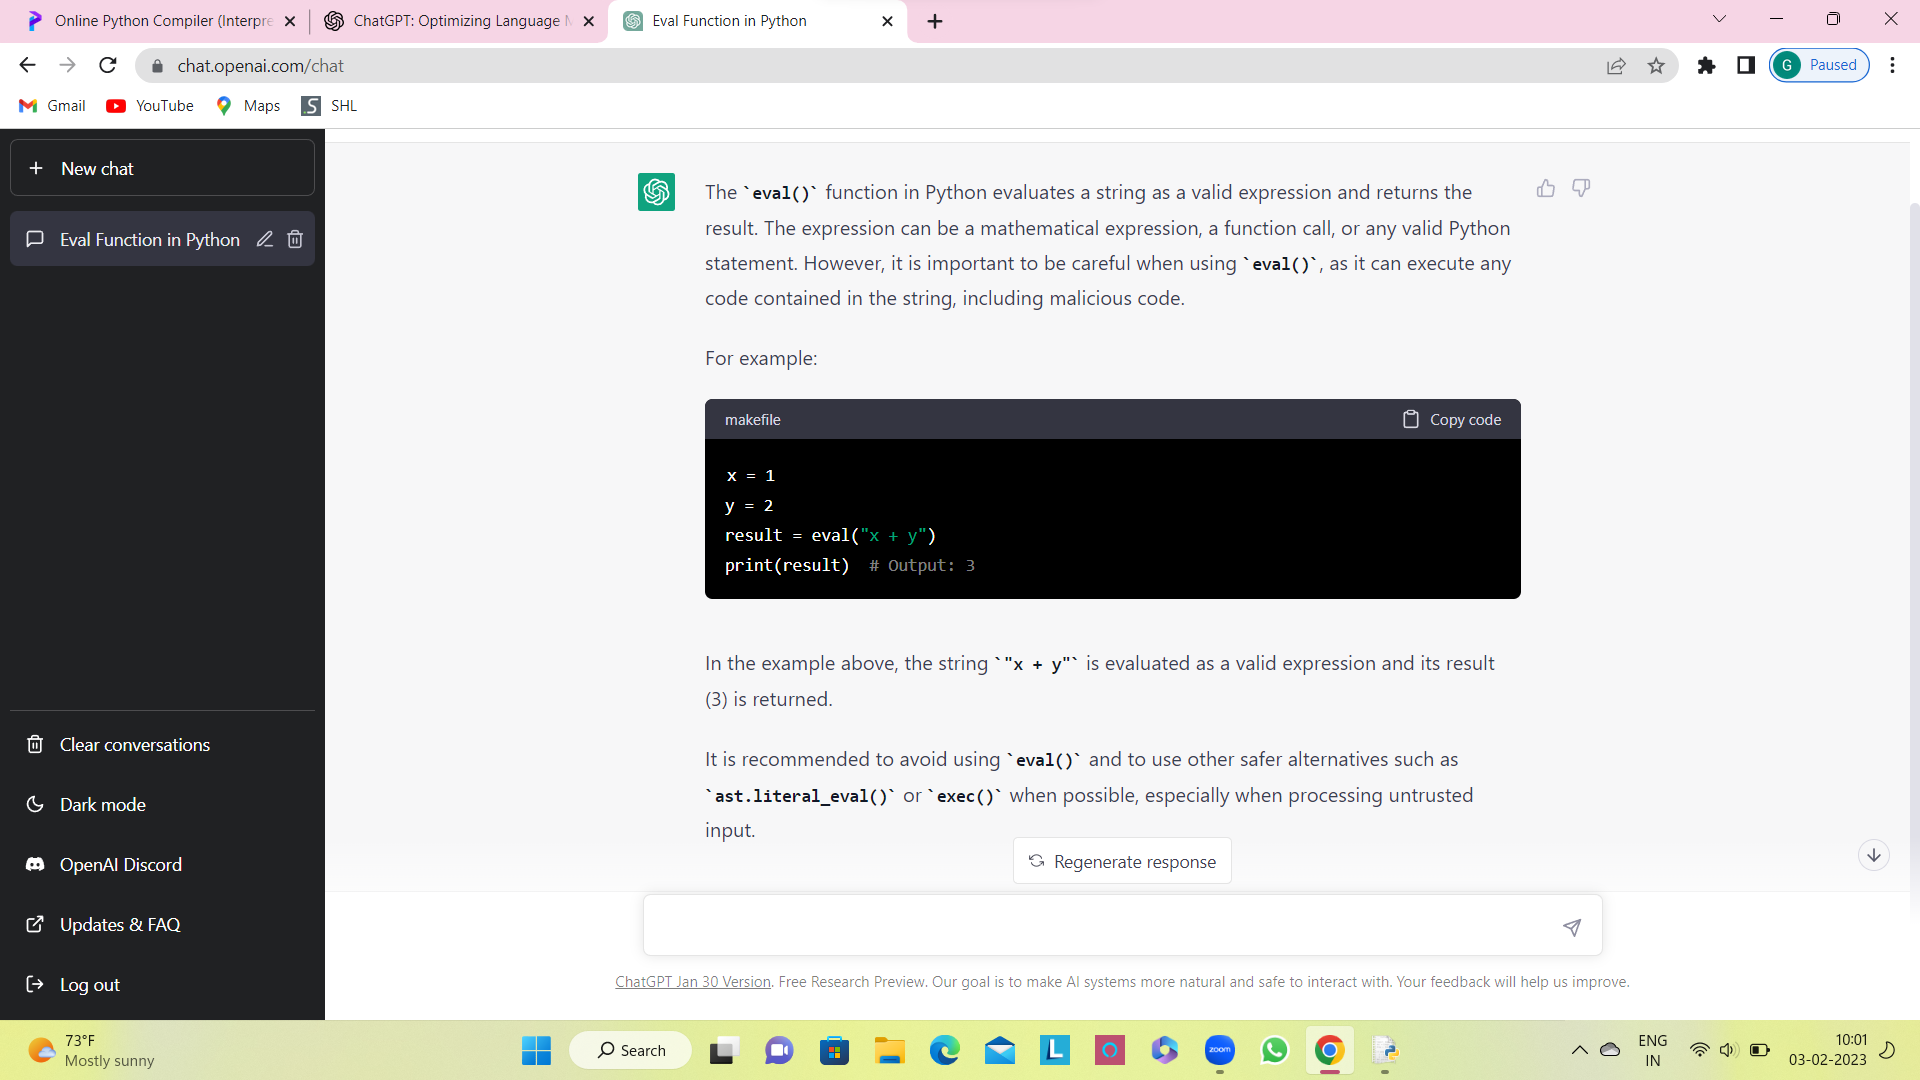 Online Python Compiler (Interpre
ChatGPT: Optimizing Language
Eval Function in Python
chat.openai.com/chat
G Paused
Gmail YouTube Maps SHL
+ New chat
Eval Function in Python
The `eval()` function in Python evaluates a string as a valid expression and returns the
result. The expression can be a mathematical expression, a function call, or any valid Python
statement. However, it is important to be careful when using `eval()`, as it can execute any
code contained in the string, including malicious code.
For example:
makefile Copy code
x = 1
y = 2
result = eval("x + y")
print(result)  # Output: 3
In the example above, the string `"x + y"` is evaluated as a valid expression and its result
(3) is returned.
It is recommended to avoid using `eval()` and to use other safer alternatives such as
`ast.literal_eval()` or `exec()` when possible, especially when processing untrusted
input.
Regenerate response
Clear conversations
Dark mode
OpenAI Discord
Updates & FAQ
Log out
ChatGPT Jan 30 Version. Free Research Preview. Our goal is to make AI systems more natural and safe to interact with. Your feedback will help us improve.
73°F
Mostly sunny
Search
L
zoom
ENG
IN
10:01
03-02-2023